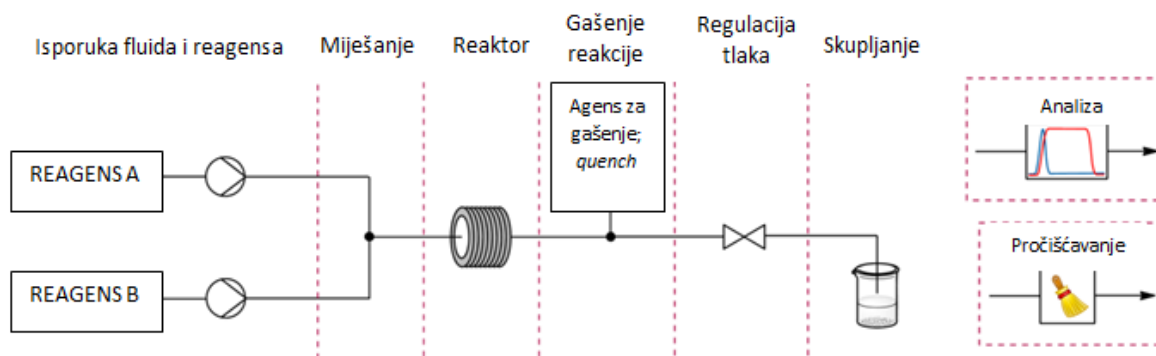 Isporuka fluida i reagensa
Miješanje
Reaktor
Gašenje
reakcije
Regulacija
tlaka
Skupljanje
Agens za
gašenje;
quench
Analiza
REAGENS A
Pročišćavanje
REAGENS B